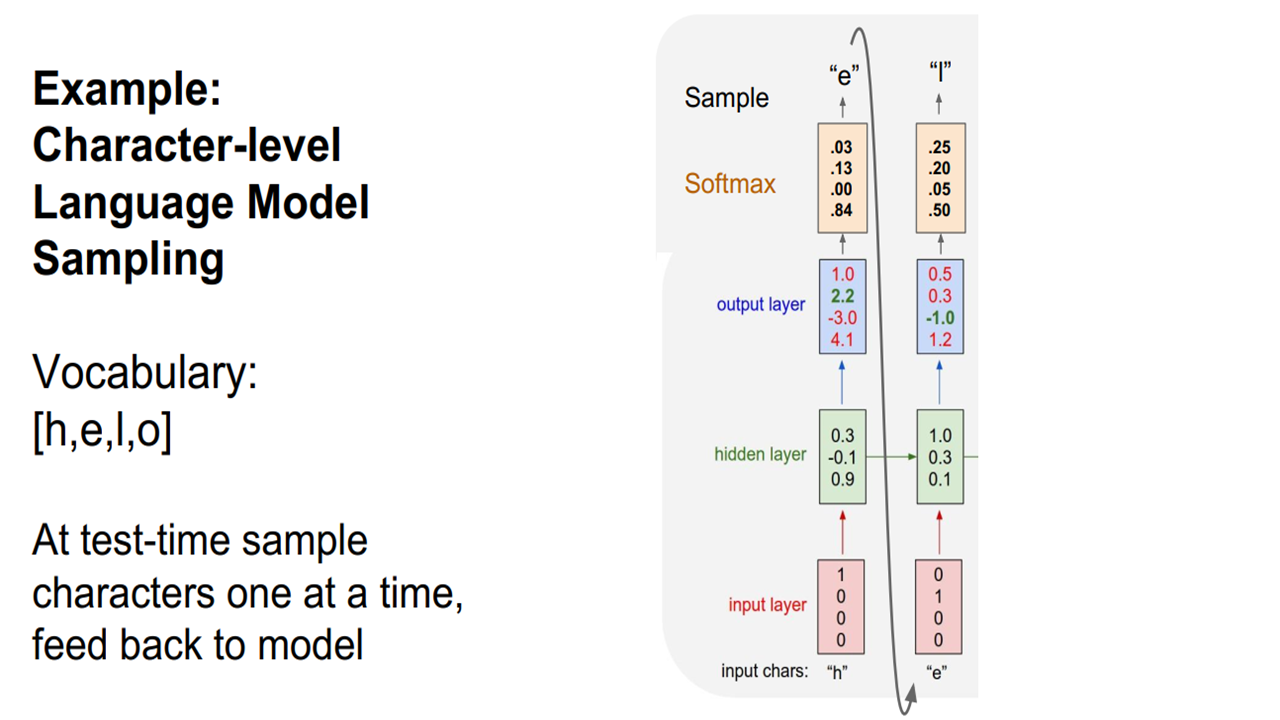 Example:
Character-level
Language Model
Sampling
Vocabulary:
[h,e,l,o]
At test-time sample
characters one at a time,
feed back to model
“e” “l”
Sample
Softmax
.03 .25
.13 .20
.00 .05
.84 .50
output layer
1.0 0.5
2.2 0.3
-3.0 -1.0
4.1 1.2
hidden layer
0.3 1.0
-0.1 0.3
0.9 0.1
input layer
1 0
0 1
0 0
0 0
input chars: “h” “e”